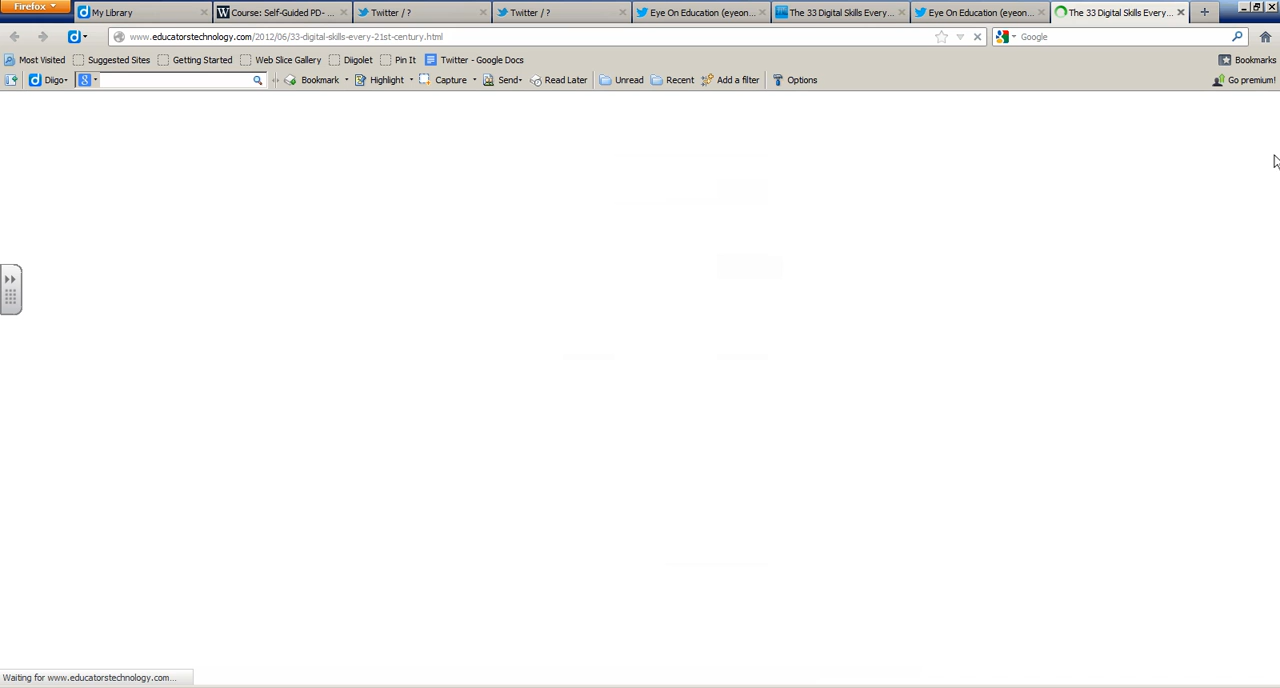 Firefox My Library Course: Self-Guided PD- ... Twitter / ? Twitter / ? Eye On Education (eyeon... The 33 Digital Skills Every... Eye On Education (eyeon... The 33 Digital Skills Every...
www.educatorstechnology.com/2012/06/33-digital-skills-every-21st-century.html Google
Most Visited Suggested Sites Getting Started Web Slice Gallery Diigolet Pin It Twitter - Google Docs Bookmarks
Diigo Bookmark Highlight Capture Send Read Later Unread Recent Add a filter Options Go premium!
Waiting for www.educatorstechnology.com...